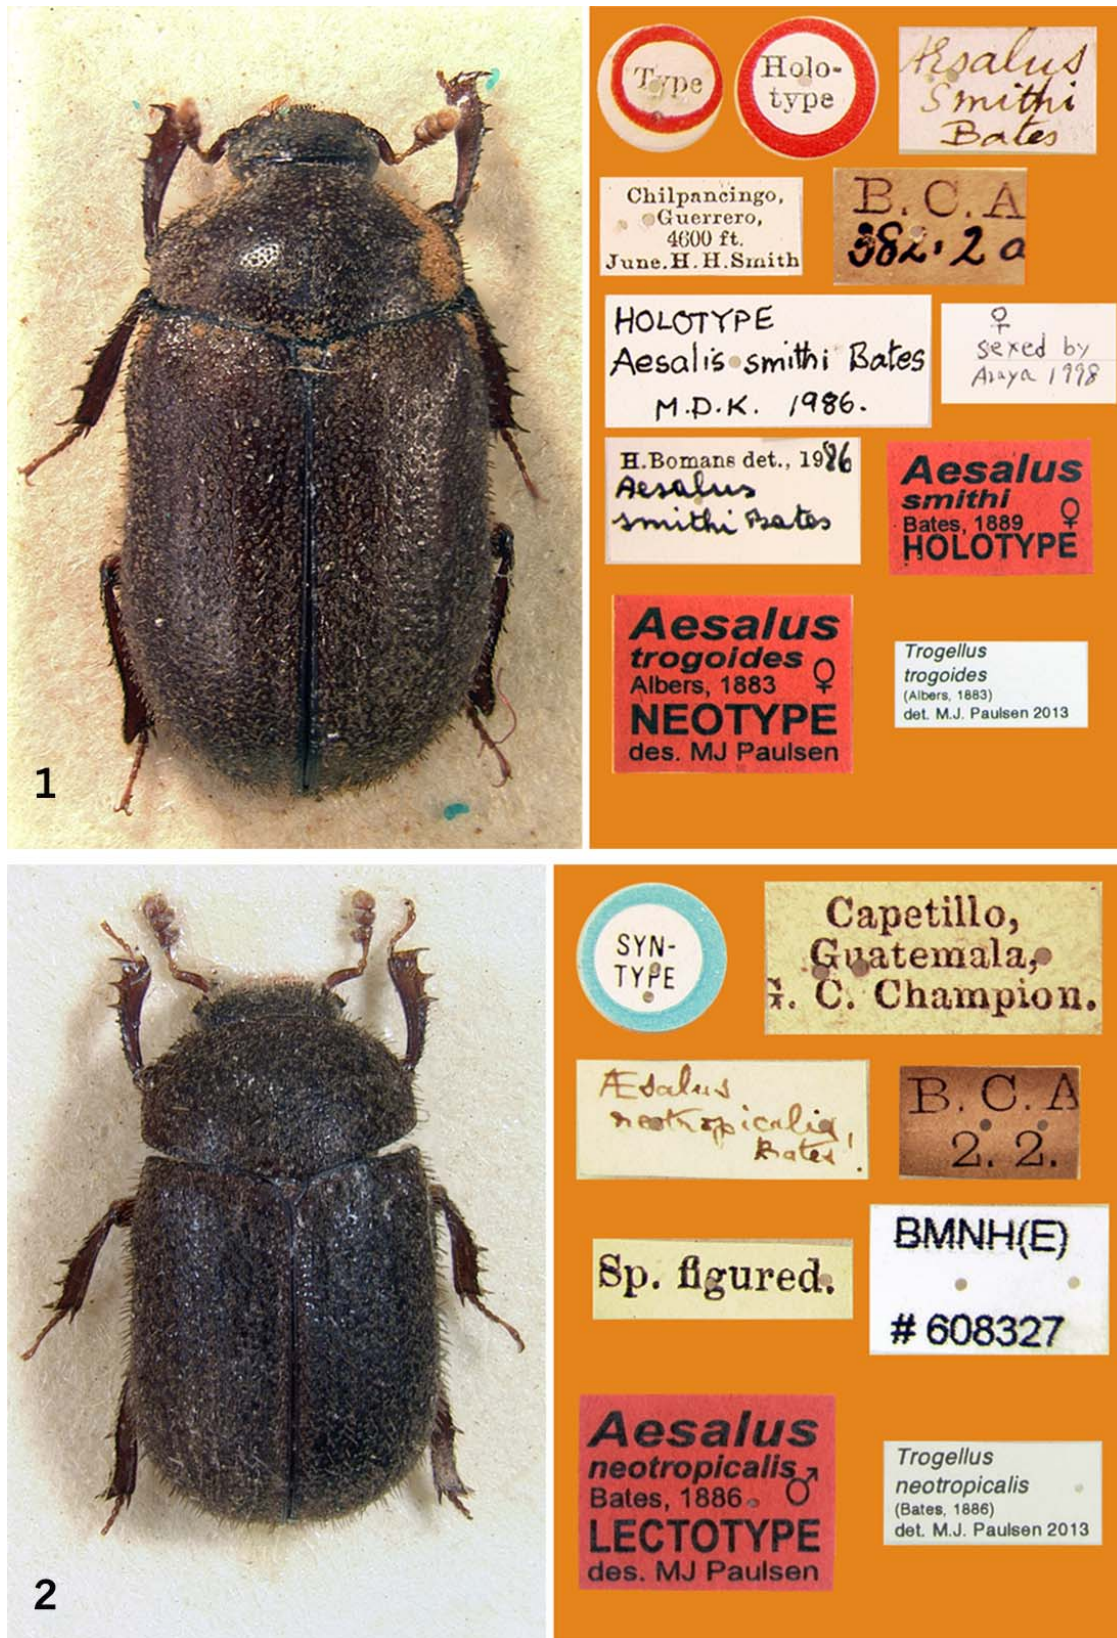 Type
Holo-
type
Æsalus
Smithi
Bates
Chilpancingo,
Guerrero,
4600 ft.
June. H. H. Smith
B. C. A
382. 2 a
HOLOTYPE
Aesalis smithi Bates
M.D.K. 1986.
♀
sexed by
Araya 1998
H. Bomans det., 1986
Aesalus
smithi Bates
Aesalus
smithi ♀
Bates, 1889
HOLOTYPE
Aesalus
trogoides ♀
Albers, 1883
NEOTYPE
des. MJ Paulsen
Trogellus
trogoides
(Albers, 1883)
det. M.J. Paulsen 2013
1
SYN-
TYPE
Capetillo,
Guatemala,
G. C. Champion.
Æsalus
neotropicalis,
Bates.
B. C. A
2. 2.
Sp. figured.
BMNH(E)
# 608327
Aesalus
neotropicalis ♂
Bates, 1886
LECTOTYPE
des. MJ Paulsen
Trogellus
neotropicalis
(Bates, 1886)
det. M.J. Paulsen 2013
2